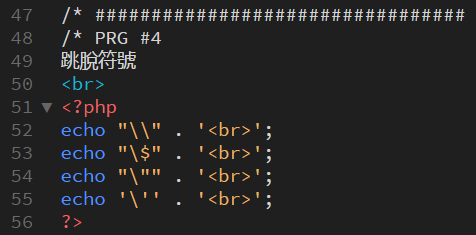 47 /* #################################
48 /* PRG #4
49 跳脫符號
50 <br>
51 ▼ <?php
52 echo "\\" . '<br>';
53 echo "\$" . '<br>';
54 echo "\"" . '<br>';
55 echo '\'' . '<br>';
56 ?>